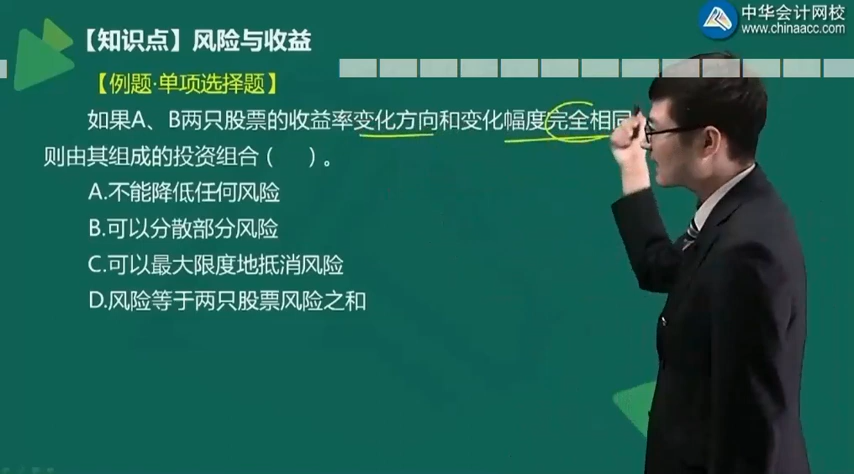 中华会计网校
www.chinaacc.com
【知识点】风险与收益
【例题·单项选择题】
如果A、B两只股票的收益率变化方向和变化幅度完全相同
则由其组成的投资组合（ ）。
A.不能降低任何风险
B.可以分散部分风险
C.可以最大限度地抵消风险
D.风险等于两只股票风险之和